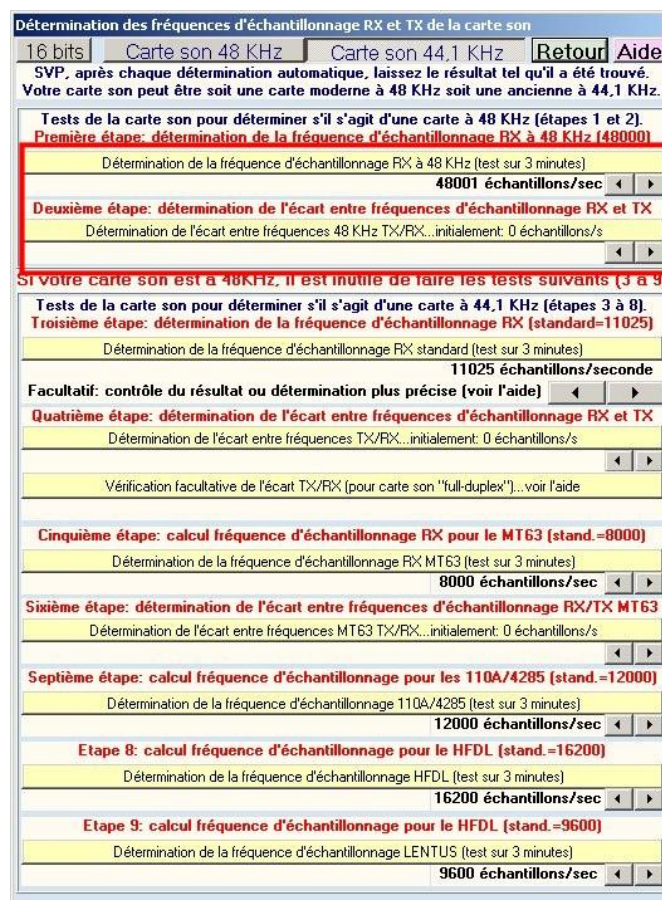 Détermination des fréquences d'échantillonnage RX et TX de la carte son
16 bits Carte son 48 KHz Carte son 44,1 KHz Retour Aide
SVP, après chaque détermination automatique, laissez le résultat tel qu'il a été trouvé.
Votre carte son peut être soit une carte moderne à 48 KHz soit une ancienne à 44,1 KHz.
Tests de la carte son pour déterminer s'il s'agit d'une carte à 48 KHz (étapes 1 et 2).
Première étape: détermination de la fréquence d'échantillonnage RX à 48 KHz (48000)
Détermination de la fréquence d'échantillonnage RX à 48 KHz (test sur 3 minutes)
48001 échantillons/sec
Deuxième étape: détermination de l'écart entre fréquences d'échantillonnage RX et TX
Détermination de l'écart entre fréquences 48 KHz TX/RX...initialement: 0 échantillons/s
Si votre carte son est à 48KHz, il est inutile de faire les tests suivants (3 à 9
Tests de la carte son pour déterminer s'il s'agit d'une carte à 44,1 KHz (étapes 3 à 8).
Troisième étape: détermination de la fréquence d'échantillonnage RX (standard=11025)
Détermination de la fréquence d'échantillonnage RX standard (test sur 3 minutes)
11025 échantillons/seconde
Facultatif: contrôle du résultat ou détermination plus précise (voir l'aide)
Quatrième étape: détermination de l'écart entre fréquences d'échantillonnage RX et TX
Détermination de l'écart entre fréquences TX/RX...initialement: 0 échantillons/s
Vérification facultative de l'écart TX/RX (pour carte son "full-duplex")...voir l'aide
Cinquième étape: calcul fréquence d'échantillonnage RX pour le MT63 (stand.=8000)
Détermination de la fréquence d'échantillonnage RX MT63 (test sur 3 minutes)
8000 échantillons/sec
Sixième étape: détermination de l'écart entre fréquences d'échantillonnage RX/TX MT63
Détermination de l'écart entre fréquences MT63 TX/RX...initialement: 0 échantillons/s
Septième étape: calcul fréquence d'échantillonnage pour les 110A/4285 (stand.=12000)
Détermination de la fréquence d'échantillonnage 110A/4285 (test sur 3 minutes)
12000 échantillons/sec
Etape 8: calcul fréquence d'échantillonnage pour le HFDL (stand.=16200)
Détermination de la fréquence d'échantillonnage HFDL (test sur 3 minutes)
16200 échantillons/sec
Etape 9: calcul fréquence d'échantillonnage pour le HFDL (stand.=9600)
Détermination de la fréquence d'échantillonnage LENTUS (test sur 3 minutes)
9600 échantillons/sec